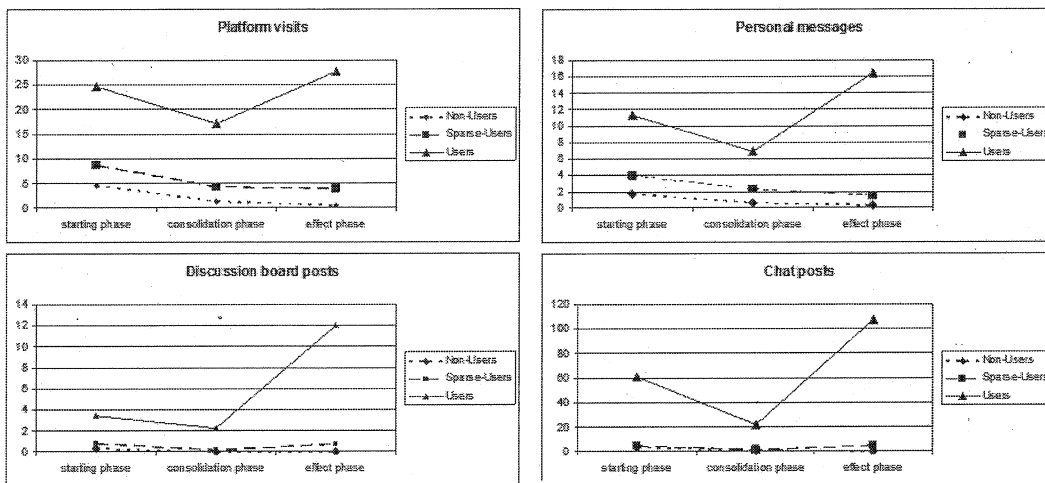 Platform visits
30
25
20
15
10
5
0
starting phase consolidation phase effect phase
Non-Users
Sparse-Users
Users
Personal messages
18
16
14
12
10
8
6
4
2
0
starting phase consolidation phase effect phase
Non-Users
Sparse-Users
Users
Discussion board posts
14
12
10
8
6
4
2
0
starting phase consolidation phase effect phase
Non-Users
Sparse-Users
Users
Chat posts
120
100
80
60
40
20
0
starting phase consolidation phase effect phase
Non-Users
Sparse-Users
Users